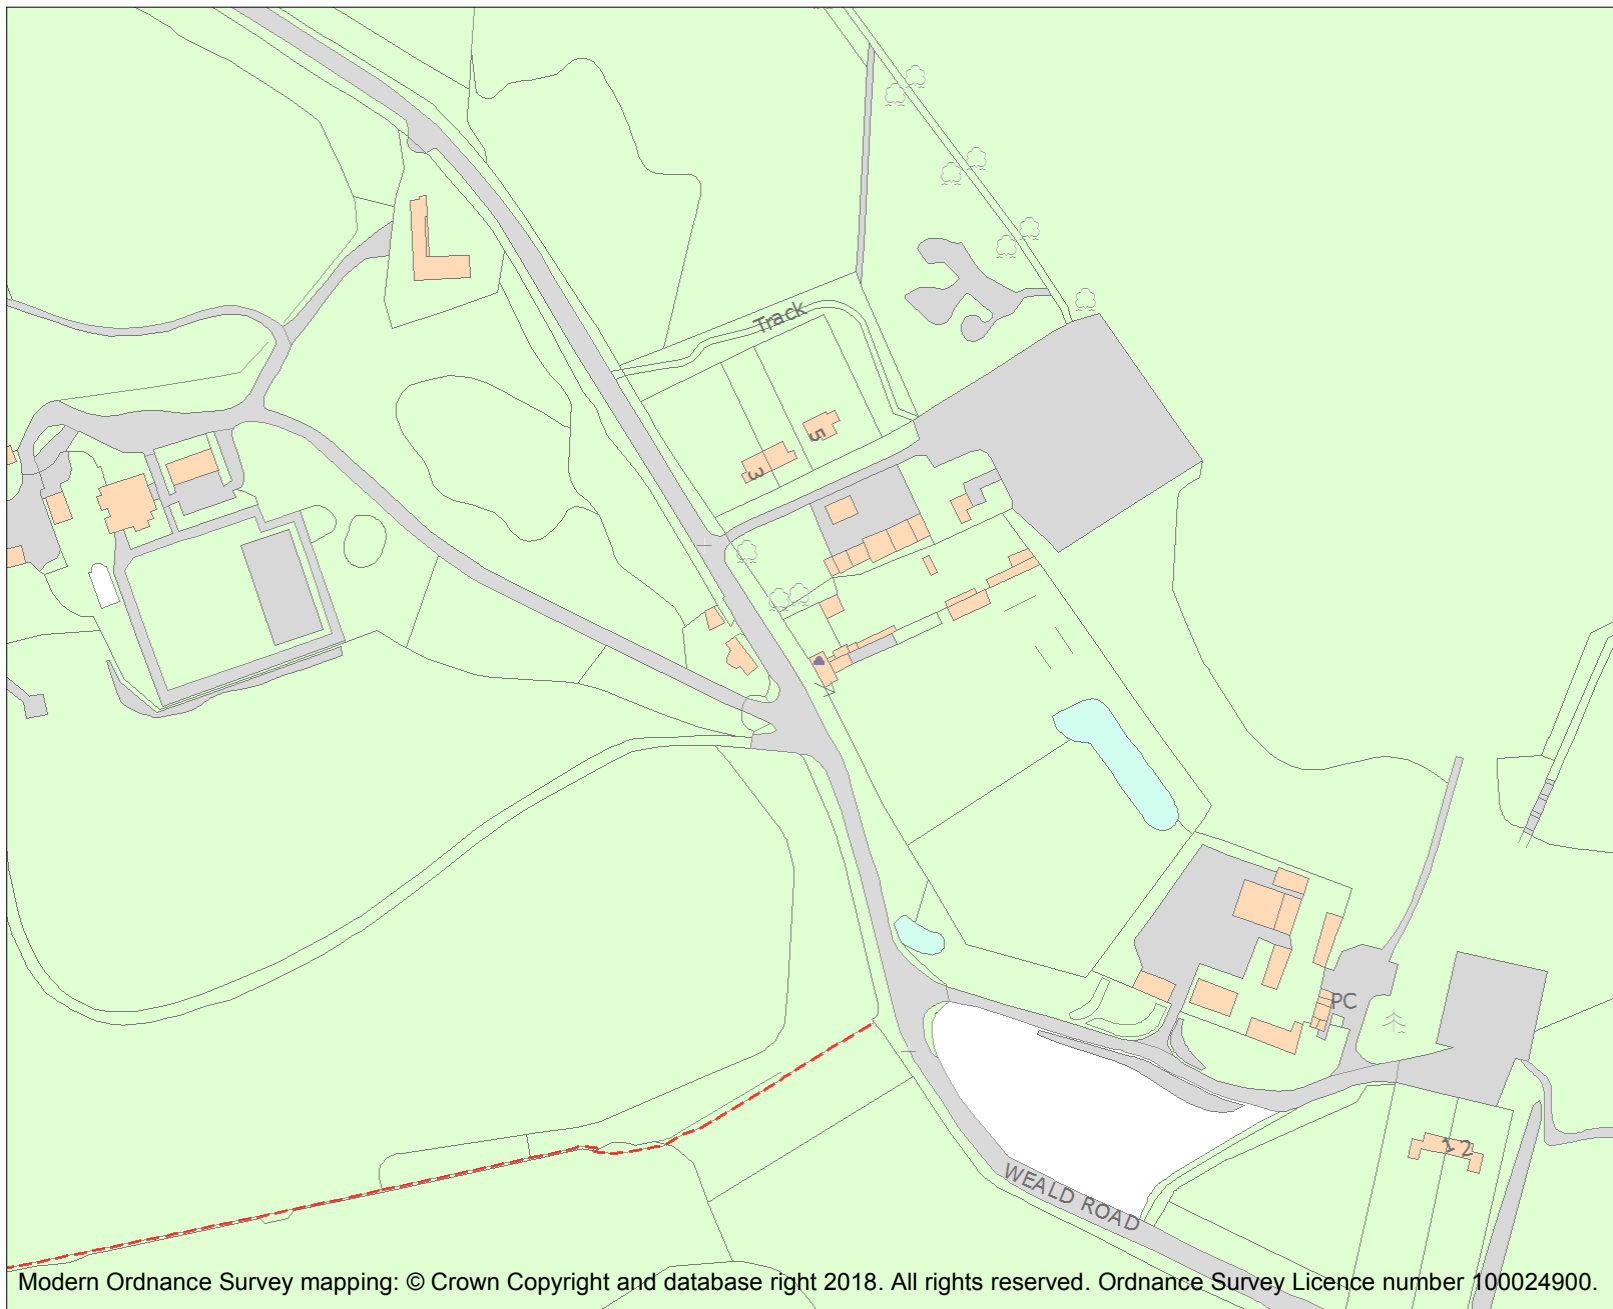 Track
5
3
PC
1 2
WEALD ROAD
Modern Ordnance Survey mapping: © Crown Copyright and database right 2018. All rights reserved. Ordnance Survey Licence number 100024900.